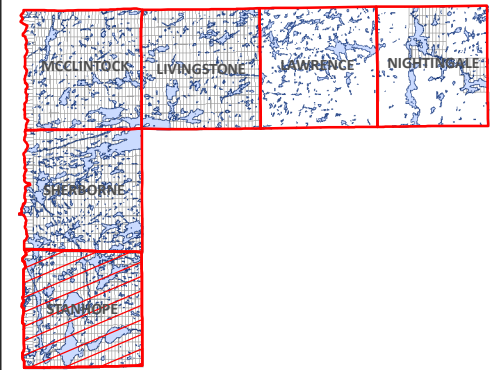 MCCLINTOCK
LIVINGSTONE
LAWRENCE
NIGHTINGALE
SHERBORNE
STANHOPE